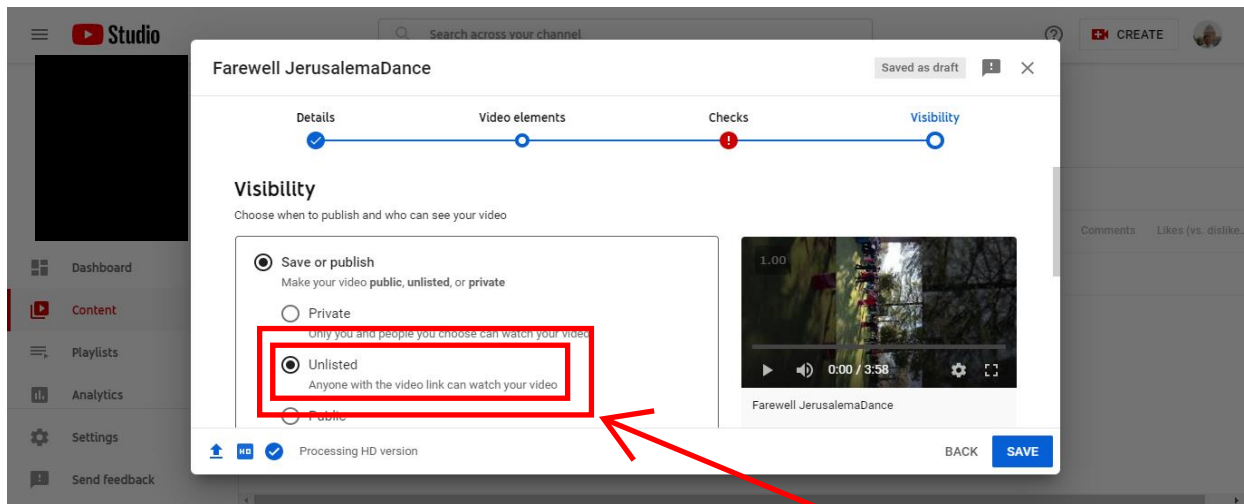 Studio
Search across your channel
CREATE
Farewell JerusalemaDance
Saved as draft
Details
Video elements
Checks
Visibility
Visibility
Choose when to publish and who can see your video
Comments
Likes (vs. dislike..
Save or publish
Make your video public, unlisted, or private
Private
Only you and people you choose can watch your video
Unlisted
Anyone with the video link can watch your video
Public
1.00
0:00 / 3:58
Farewell JerusalemaDance
Dashboard
Content
Playlists
Analytics
Settings
Send feedback
HD
Processing HD version
BACK
SAVE